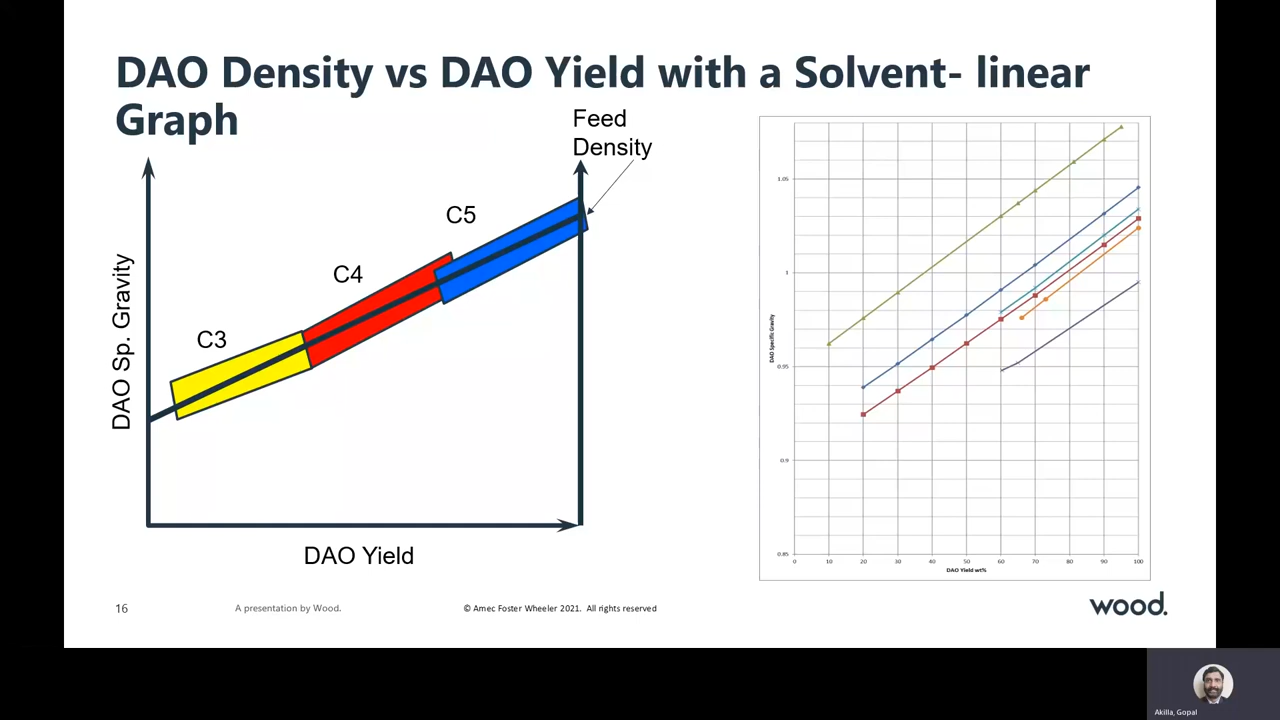 DAO Density vs DAO Yield with a Solvent- linear
Graph
Feed
Density
C5
C4
C3
DAO Sp. Gravity
DAO Yield
1.05
1
0.95
0.9
0.85
DAO Specific Gravity
0 10 20 30 40 50 60 70 80 90 100
DAO Yield wt%
16
A presentation by Wood.
© Amec Foster Wheeler 2021. All rights reserved
wood.
Akilla, Gopal